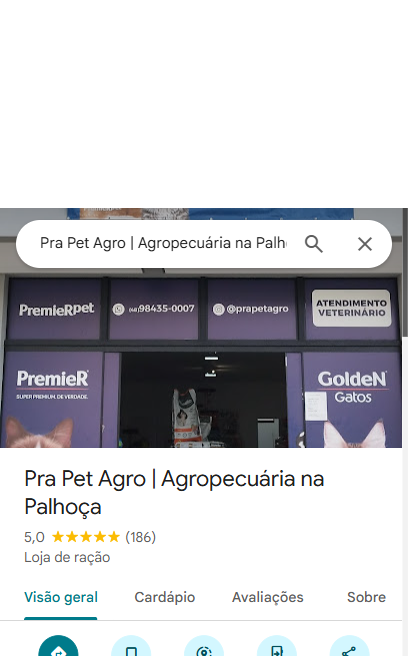 Pra Pet Agro | Agropecuária na Palh
PremieRpet
(48)98435-0007
@prapetagro
ATENDIMENTO
VETERINÁRIO
PremieR
SUPER PREMIUM. DE VERDADE.
GoldeN
Gatos
Pra Pet Agro | Agropecuária na
Palhoça
5,0 (186)
Loja de ração
Visão geral Cardápio Avaliações Sobre